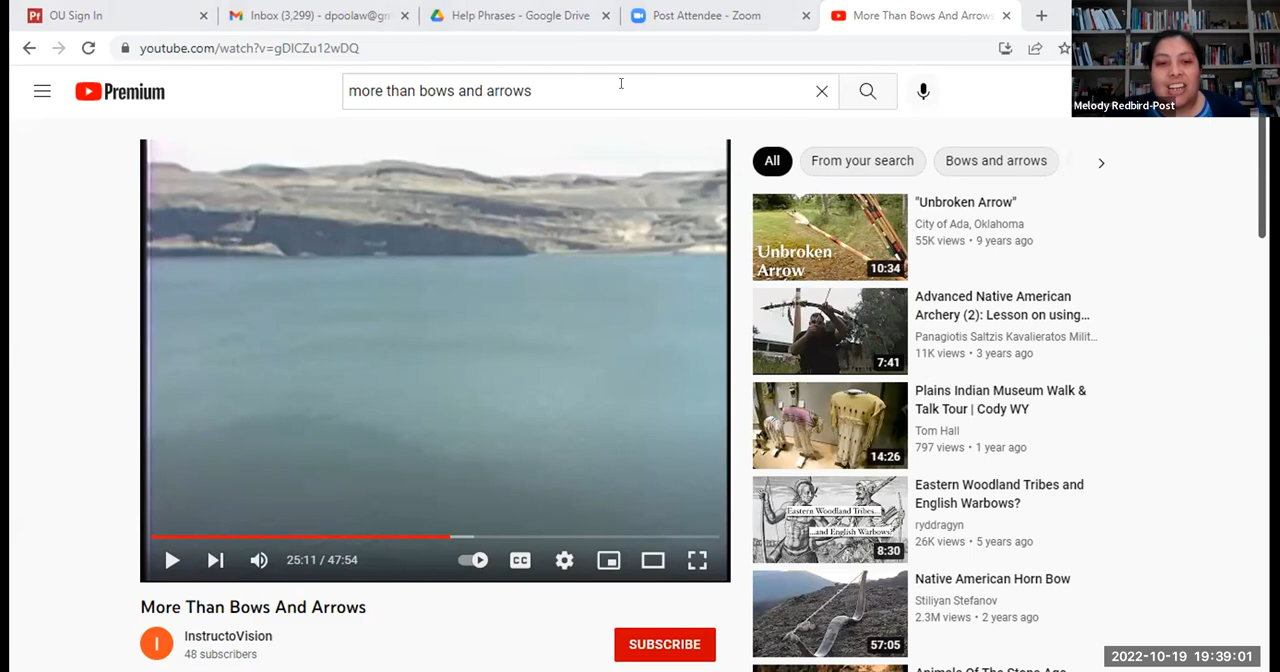 OU Sign In
Inbox (3,299) - dpoolaw@gm
Help Phrases - Google Drive
Post Attendee - Zoom
More Than Bows And Arrows
youtube.com/watch?v=gDICZu12wDQ
Melody Redbird-Post
Premium
more than bows and arrows
All
From your search
Bows and arrows
Unbroken
Arrow
10:34
"Unbroken Arrow"
City of Ada, Oklahoma
55K views • 9 years ago
7:41
Advanced Native American
Archery (2): Lesson on using...
Panagiotis Saltzis Kavalieratos Milit...
11K views • 3 years ago
14:26
Plains Indian Museum Walk &
Talk Tour | Cody WY
Tom Hall
797 views • 1 year ago
Eastern Woodland Tribes...
...and English Warbows?
8:30
Eastern Woodland Tribes and
English Warbows?
ryddragyn
26K views • 5 years ago
57:05
Native American Horn Bow
Stiliyan Stefanov
2.3M views • 2 years ago
25:11 / 47:54
CC
More Than Bows And Arrows
I
InstructoVision
48 subscribers
SUBSCRIBE
2022-10-19 19:39:01